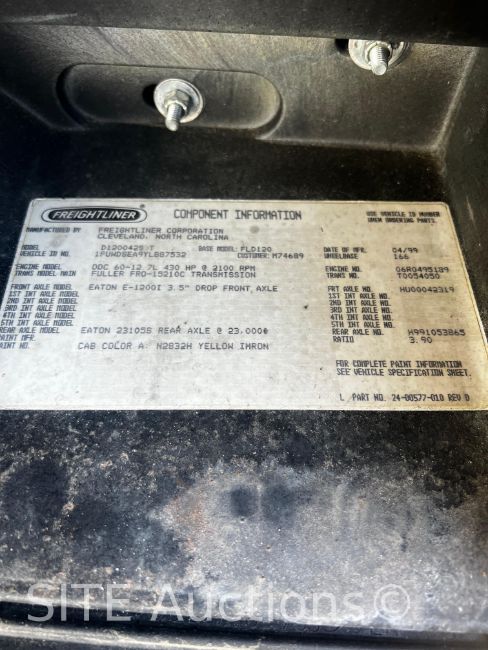 FREIGHTLINER COMPONENT INFORMATION
MANUFACTURED BY FREIGHTLINER CORPORATION USE VEHICLE ID NUMBER
CLEVELAND, NORTH CAROLINA WHEN ORDERING PARTS.
MODEL D120042S T BASE MODEL FLD120 04/99
VEHICLE ID NO. 1FUWDSEA9YLB87532 CUSTOMER: M74689 WHEELBASE 166
ENGINE MODEL DDC 60-12 7L 430 HP @ 2100 RPM ENGINE NO. 06R0495189
TRANS MODEL MAIN FULLER FRO-15210C TRANSMISSION TRANS NO. T0054050
FRONT AXLE MODEL EATON E-1200I 3.5" DROP FRONT AXLE FRT AXLE NO. HU00042319
1ST INT AXLE MODEL 1ST INT AXLE NO.
2ND INT AXLE MODEL 2ND INT AXLE NO.
3RD INT AXLE MODEL 3RD INT AXLE NO.
4TH INT AXLE MODEL 4TH INT AXLE NO.
5TH INT AXLE MODEL 5TH INT AXLE NO.
REAR AXLE MODEL EATON 23105S REAR AXLE @ 23,000# REAR AXLE NO. H991053865
PAINT MFR. RATIO 3.90
PAINT NO. CAB COLOR A: N2832H YELLOW IMRON
FOR COMPLETE PAINT INFORMATION
SEE VEHICLE SPECIFICATION SHEET.
L PART NO. 24-00577-010 REV D
SITE Auctions.com